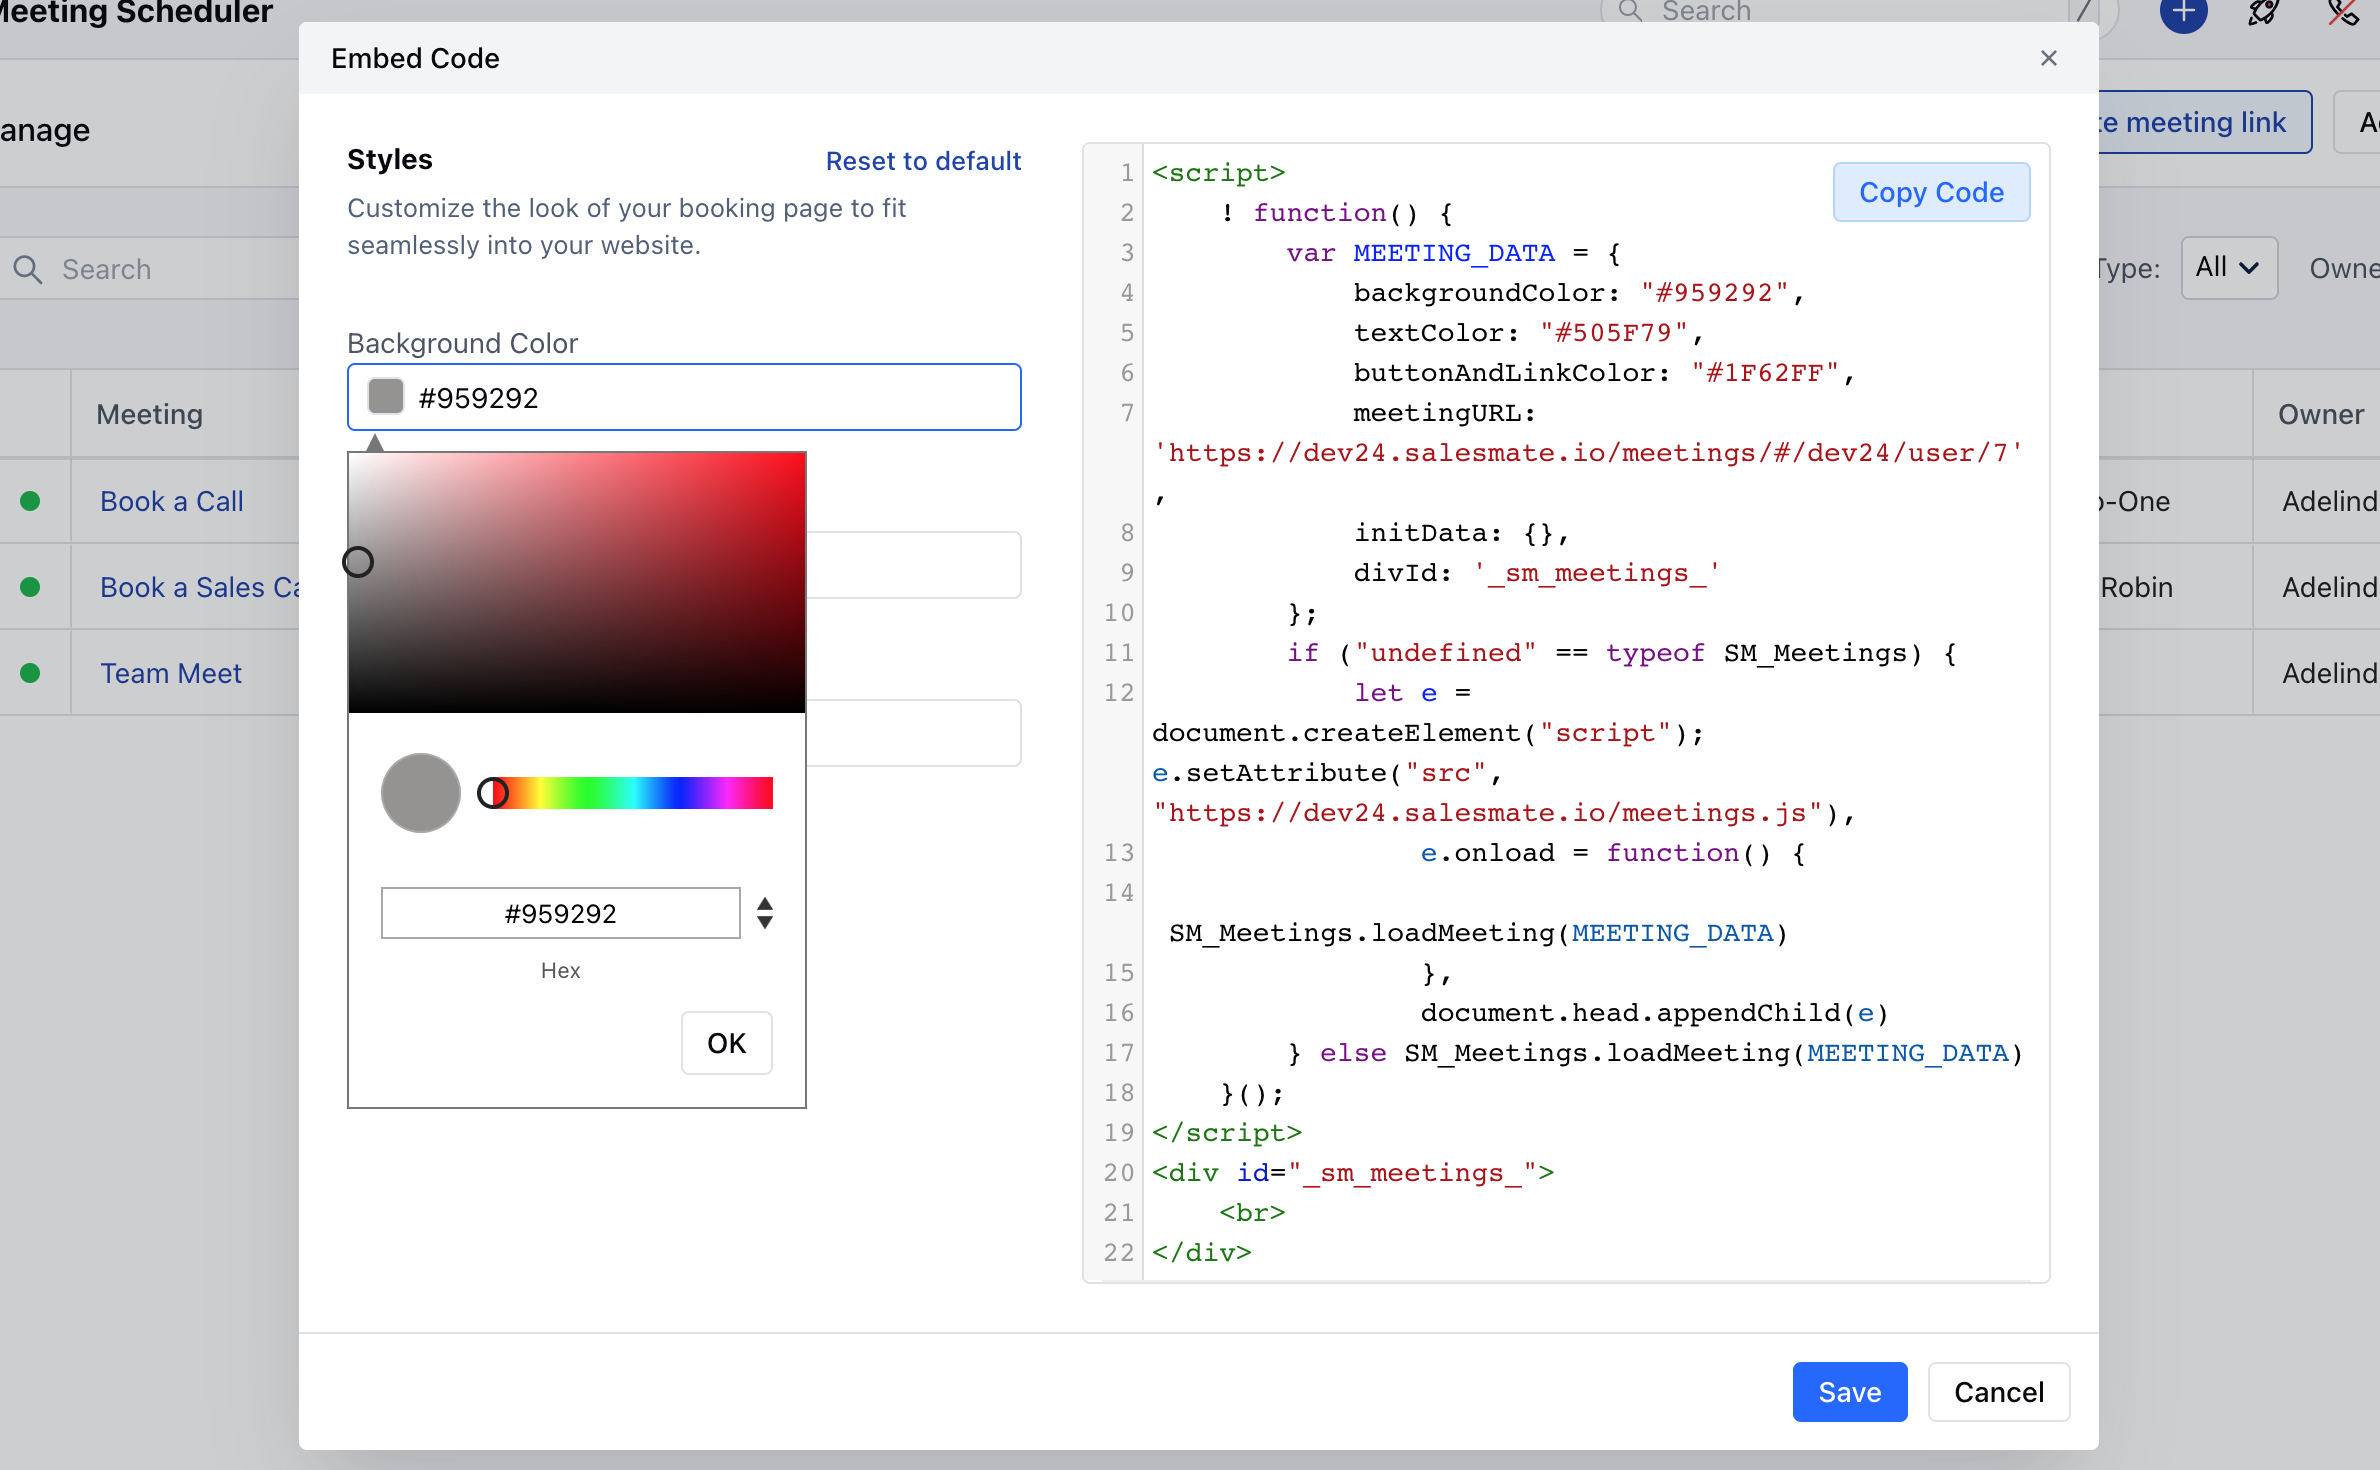 Meeting Scheduler
Search
/
Embed Code
anage
te meeting link
Styles
Reset to default
Customize the look of your booking page to fit
seamlessly into your website.
Search
Type:
All
Background Color
#959292
Meeting
Owner
Book a Call
o-One
Adelind
Book a Sales Ca
Robin
Adelind
Team Meet
Adelind
#959292
Hex
OK
Copy Code
1 <script>
2 ! function() {
3 var MEETING_DATA = {
4 backgroundColor: "#959292",
5 textColor: "#505F79",
6 buttonAndLinkColor: "#1F62FF",
7 meetingURL:
'https://dev24.salesmate.io/meetings/#/dev24/user/7'
,
8 initData: {},
9 divId: '_sm_meetings_'
10 };
11 if ("undefined" == typeof SM_Meetings) {
12 let e =
document.createElement("script");
e.setAttribute("src",
"https://dev24.salesmate.io/meetings.js"),
13 e.onload = function() {
14
SM_Meetings.loadMeeting(MEETING_DATA)
15 },
16 document.head.appendChild(e)
17 } else SM_Meetings.loadMeeting(MEETING_DATA)
18 }();
19 </script>
20 <div id="_sm_meetings_">
21 <br>
22 </div>
Save
Cancel